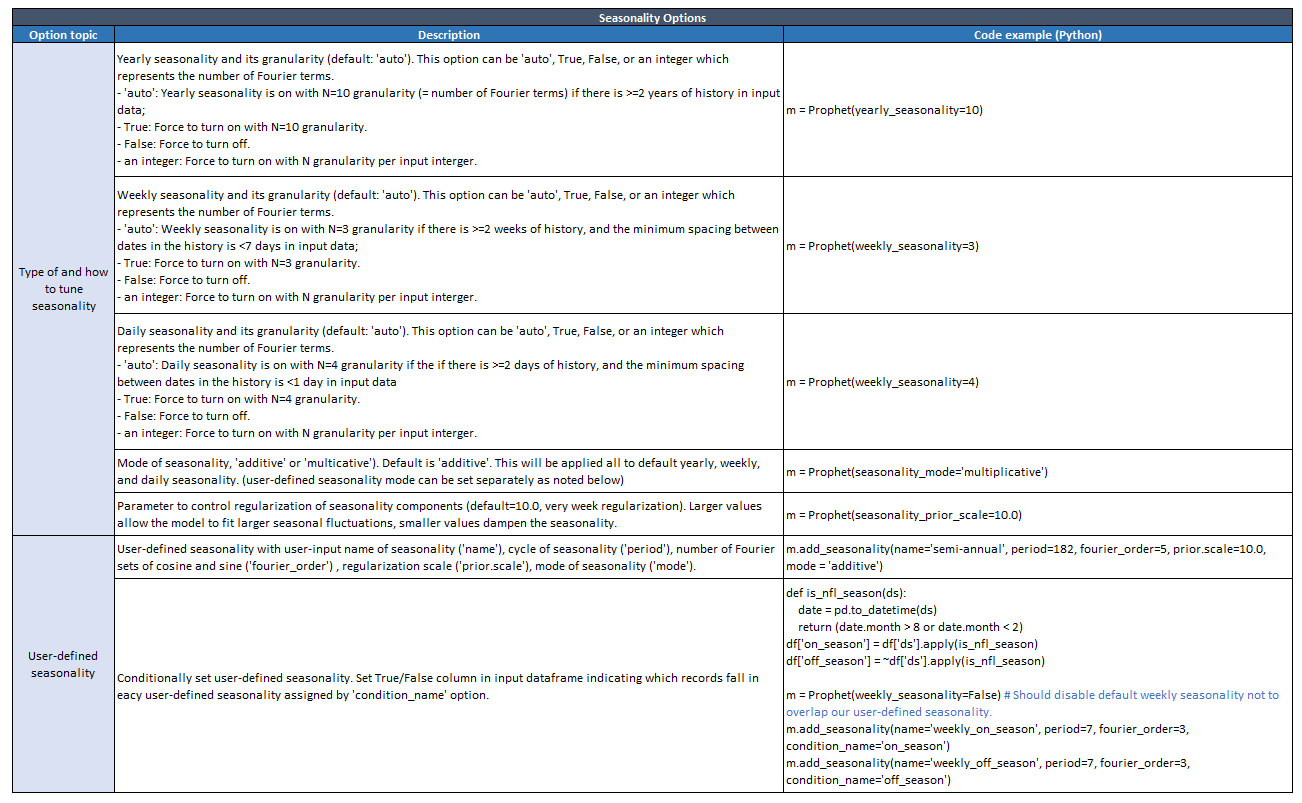 Seasonality Options
Option topic
Description
Code example (Python)
Type of and how
to tune
seasonality
Yearly seasonality and its granularity (default: 'auto'). This option can be 'auto', True, False, or an integer which
represents the number of Fourier terms.
- 'auto': Yearly seasonality is on with N=10 granularity (= number of Fourier terms) if there is >=2 years of history in input
data;
- True: Force to turn on with N=10 granularity.
- False: Force to turn off.
- an integer: Force to turn on with N granularity per input interger.
m = Prophet(yearly_seasonality=10)
Weekly seasonality and its granularity (default: 'auto'). This option can be 'auto', True, False, or an integer which
represents the number of Fourier terms.
- 'auto': Weekly seasonality is on with N=3 granularity if there is >=2 weeks of history, and the minimum spacing between
dates in the history is <7 days in input data;
- True: Force to turn on with N=3 granularity.
- False: Force to turn off.
- an integer: Force to turn on with N granularity per input interger.
m = Prophet(weekly_seasonality=3)
Daily seasonality and its granularity (default: 'auto'). This option can be 'auto', True, False, or an integer which
represents the number of Fourier terms.
- 'auto': Daily seasonality is on with N=4 granularity if the if there is >=2 days of history, and the minimum spacing
between dates in the history is <1 day in input data
- True: Force to turn on with N=4 granularity.
- False: Force to turn off.
- an integer: Force to turn on with N granularity per input interger.
m = Prophet(weekly_seasonality=4)
Mode of seasonality, 'additive' or 'multicative'). Default is 'additive'. This will be applied all to default yearly, weekly,
and daily seasonality. (user-defined seasonality mode can be set separately as noted below)
m = Prophet(seasonality_mode='multiplicative')
Parameter to control regularization of seasonality components (default=10.0, very week regularization). Larger values
allow the model to fit larger seasonal fluctuations, smaller values dampen the seasonality.
m = Prophet(seasonality_prior_scale=10.0)
User-defined
seasonality
User-defined seasonality with user-input name of seasonality ('name'), cycle of seasonality ('period'), number of Fourier
sets of cosine and sine ('fourier_order') , regularization scale ('prior.scale'), mode of seasonality ('mode').
m.add_seasonality(name='semi-annual', period=182, fourier_order=5, prior.scale=10.0,
mode = 'additive')
Conditionally set user-defined seasonality. Set True/False column in input dataframe indicating which records fall in
eacy user-defined seasonality assigned by 'condition_name' option.
def is_nfl_season(ds):
    date = pd.to_datetime(ds)
    return (date.month > 8 or date.month < 2)
df['on_season'] = df['ds'].apply(is_nfl_season)
df['off_season'] = ~df['ds'].apply(is_nfl_season)
m = Prophet(weekly_seasonality=False) # Should disable default weekly seasonality not to
overlap our user-defined seasonality.
m.add_seasonality(name='weekly_on_season', period=7, fourier_order=3,
condition_name='on_season')
m.add_seasonality(name='weekly_off_season', period=7, fourier_order=3,
condition_name='off_season')